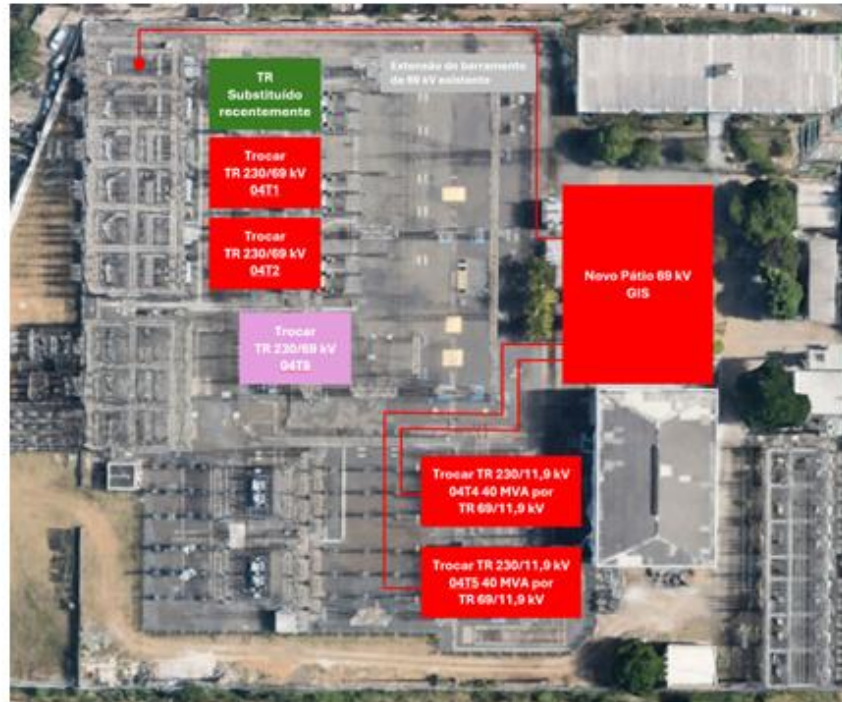 Extensão do barramento
de 69 kV existente
TR
Substituído
recentemente
Trocar
TR 230/69 kV
04T1
Trocar
TR 230/69 kV
04T2
Novo Pátio 69 kV
GIS
Trocar
TR 230/69 kV
Trocar TR 230/11,9 kV
04T4 40 MVA por
TR 69/11,9 kV
Trocar TR 230/11,9 kV
04T5 40 MVA por
TR 69/11,9 kV